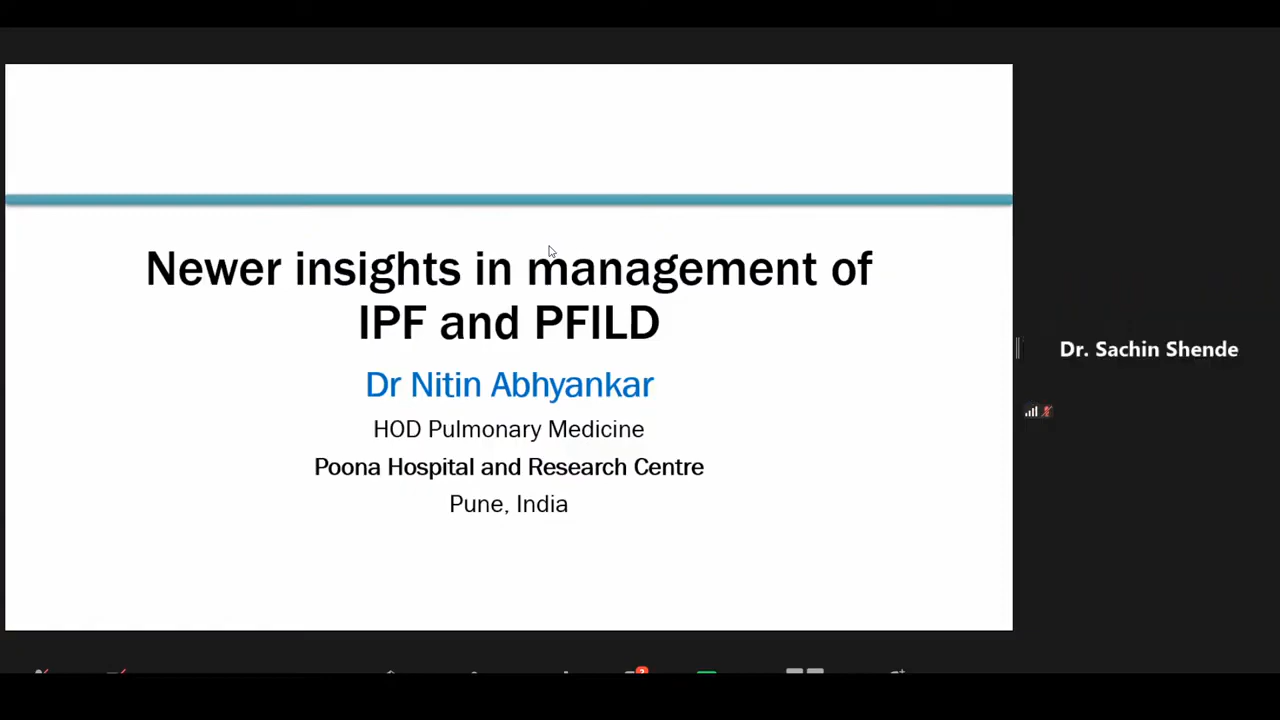 Newer insights in management of
IPF and PFILD
Dr Nitin Abhyankar
HOD Pulmonary Medicine
Poona Hospital and Research Centre
Pune, India
Dr. Sachin Shende